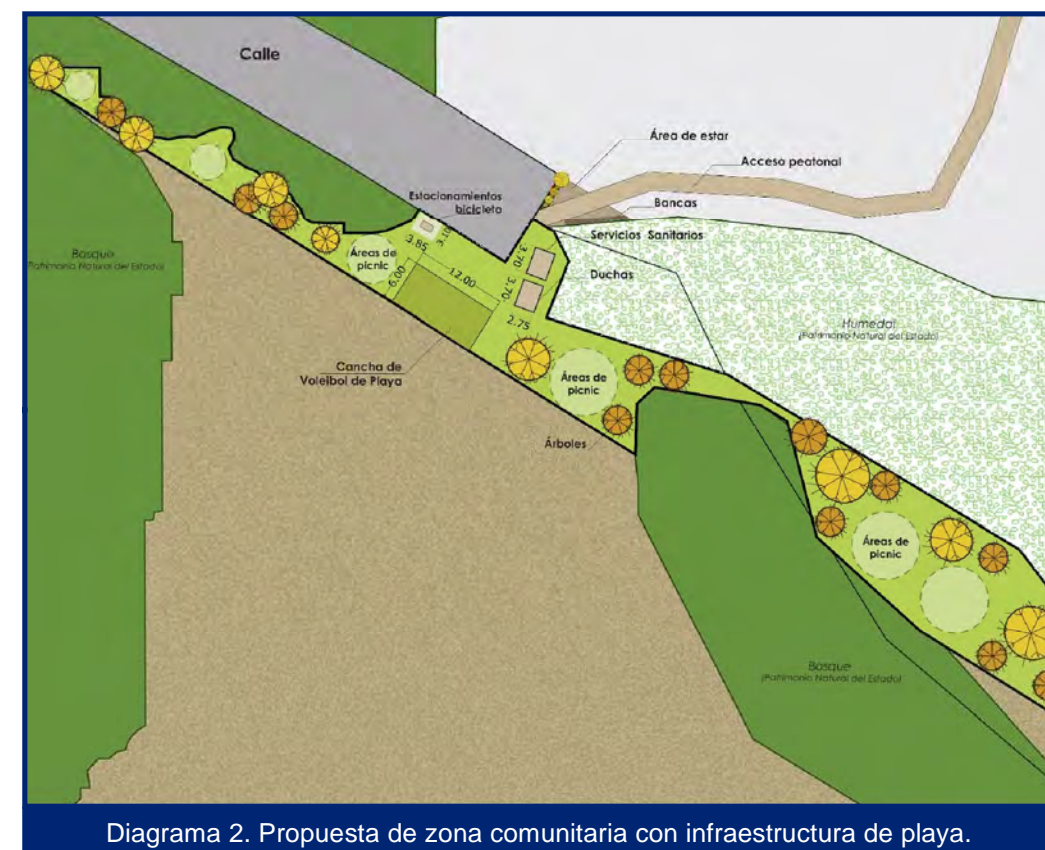 Calle
Área de estar
Acceso peatonal
Estacionamientos
bicicleta
Bancas
Servicios Sanitarios
Bosque
(Patrimonio Natural del Estado)
Áreas de
picnic
3.85
3.10
6.00
12.00
3.70
3.70
2.75
Duchas
Humedal
(Patrimonio Natural del Estado)
Cancha de
Voleibol de Playa
Áreas de
picnic
Árboles
Áreas de
picnic
Bosque
(Patrimonio Natural del Estado)
Diagrama 2. Propuesta de zona comunitaria con infraestructura de playa.